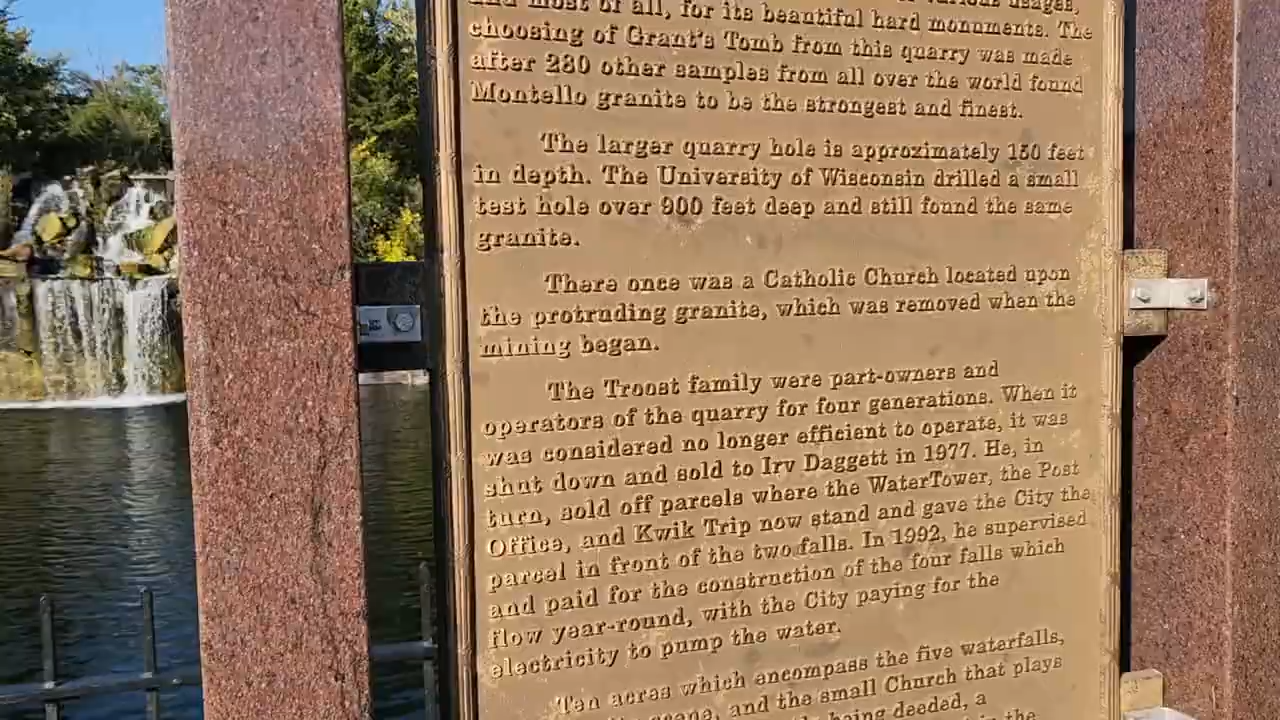 and most of all, for its beautiful hard monuments. The
choosing of Grant's Tomb from this quarry was made
after 280 other samples from all over the world found
Montello granite to be the strongest and finest.
The larger quarry hole is approximately 150 feet
in depth. The University of Wisconsin drilled a small
test hole over 900 feet deep and still found the same
granite.
There once was a Catholic Church located upon
the protruding granite, which was removed when the
mining began.
The Troost family were part-owners and
operators of the quarry for four generations. When it
was considered no longer efficient to operate, it was
shut down and sold to Irv Daggett in 1977. He, in
turn, sold off parcels where the WaterTower, the Post
Office, and Kwik Trip now stand and gave the City the
parcel in front of the two falls. In 1992, he supervised
and paid for the construction of the four falls which
flow year-round, with the City paying for the
electricity to pump the water.
Ten acres which encompass the five waterfalls,
and the small Church that plays
being deeded, a